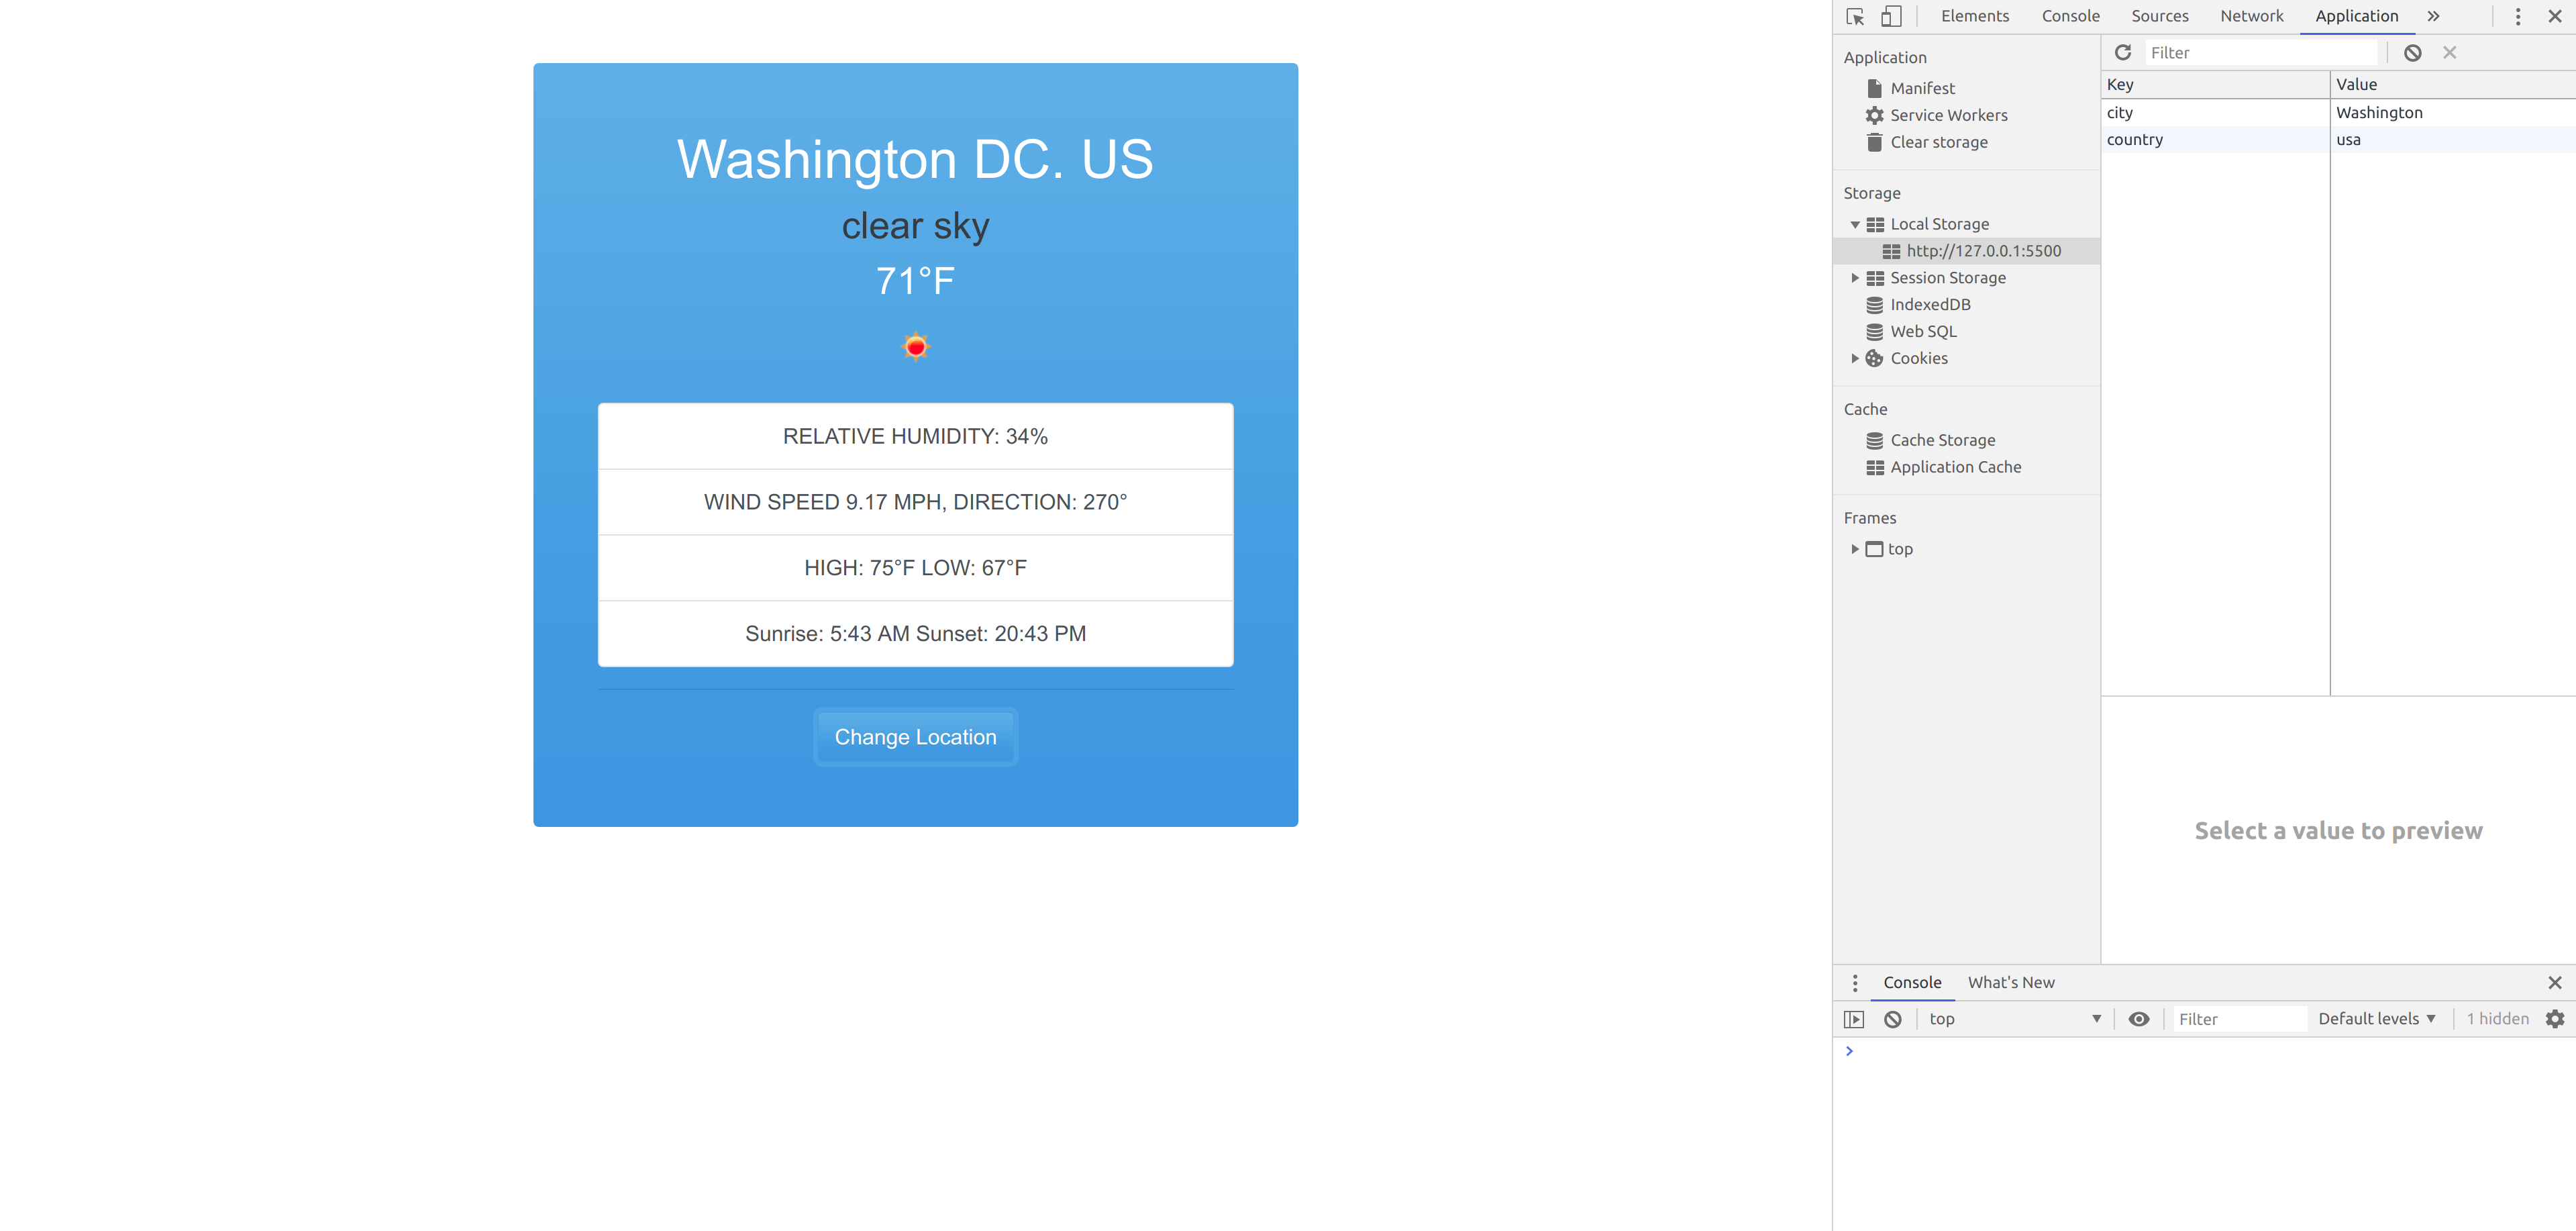 Washington DC. US
clear sky
71°F
RELATIVE HUMIDITY: 34%
WIND SPEED 9.17 MPH, DIRECTION: 270°
HIGH: 75°F LOW: 67°F
Sunrise: 5:43 AM Sunset: 20:43 PM
Change Location
Elements Console Sources Network Application »
Application
Manifest
Service Workers
Clear storage
Storage
Local Storage
http://127.0.0.1:5500
Session Storage
IndexedDB
Web SQL
Cookies
Cache
Cache Storage
Application Cache
Frames
top
Filter
Key Value
city Washington
country usa
Select a value to preview
Console What's New
top Filter Default levels 1 hidden